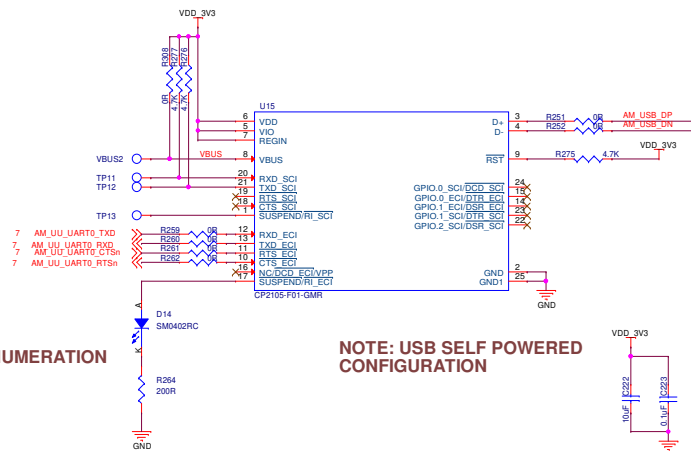 VDD_3V3
R308
R277
R276
0R
4.7K
4.7K
U15
6
VDD
5
VIO
7
REGIN
VBUS2
VBUS
8
VBUS
TP11
20
RXD_SCI
TP12
21
TXD_SCI
19
RTS_SCI
18
CTS_SCI
TP13
1
SUSPEND/RI_SCI
7 AM_UU_UART0_TXD
R259
0R
12
RXD_ECI
7 AM_UU_UART0_RXD
R260
0R
13
TXD_ECI
7 AM_UU_UART0_CTSn
R261
0R
11
RTS_ECI
7 AM_UU_UART0_RTSn
R262
0R
10
CTS_ECI
16
NC/DCD_ECI/VPP
17
SUSPEND/RI_ECI
CP2105-F01-GMR
D+
3
R251
0R
AM_USB_DP
D-
4
R252
0R
AM_USB_DN
RST
9
R275
4.7K
VDD_3V3
GPIO.0_SCI/DCD_SCI
24
GPIO.0_ECI/DTR_ECI
15
GPIO.1_ECI/DSR_ECI
14
GPIO.1_SCI/DTR_SCI
23
GPIO.2_SCI/DSR_SCI
22
GND
2
GND1
25
GND
A
D14
SM0402RC
K
R264
200R
GND
NUMERATION
NOTE: USB SELF POWERED
CONFIGURATION
VDD_3V3
C222
10uF
C223
0.1uF
GND